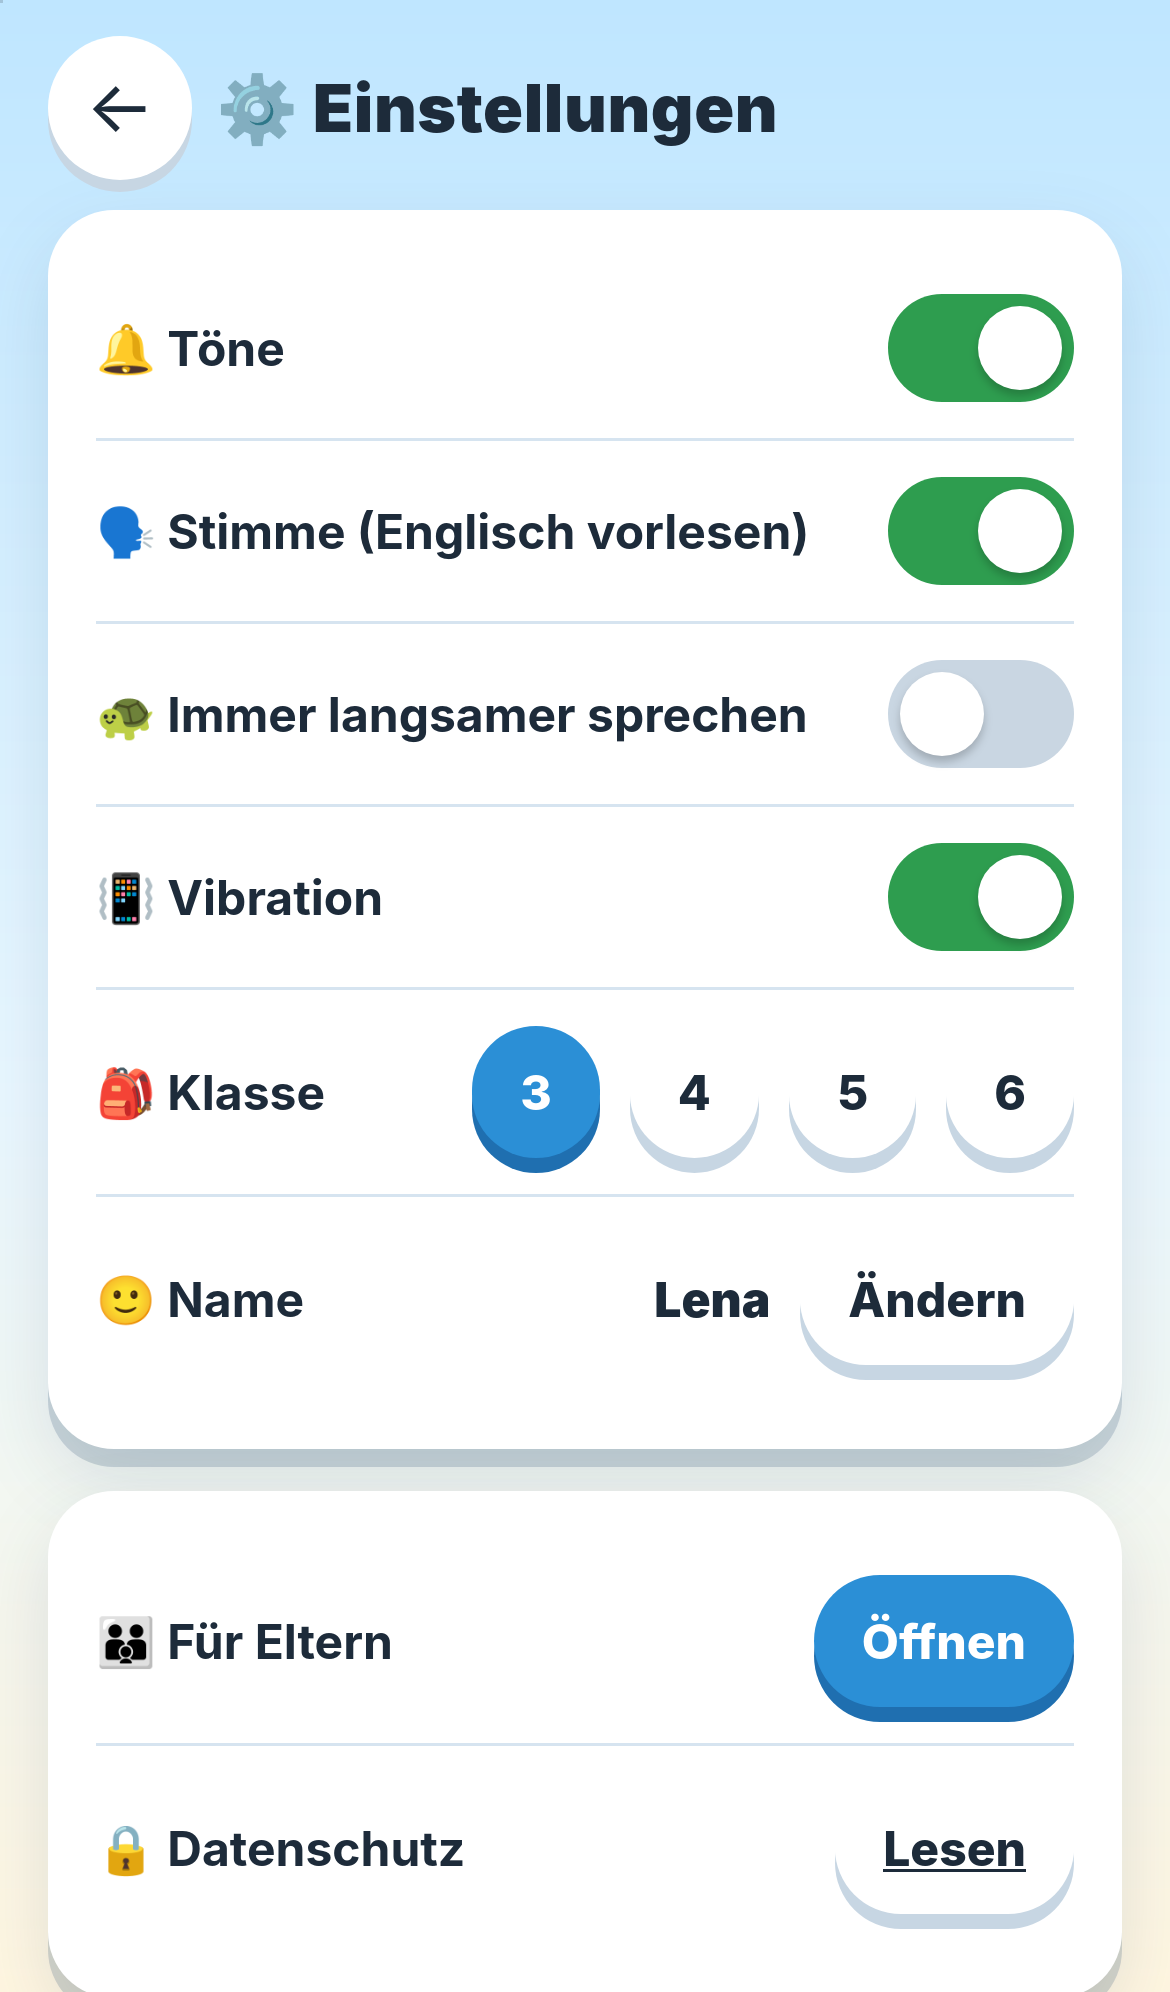 Einstellungen
Töne
Stimme (Englisch vorlesen)
Immer langsamer sprechen
Vibration
Klasse 3 4 5 6
Name Lena Ändern
Für Eltern Öffnen
Datenschutz Lesen